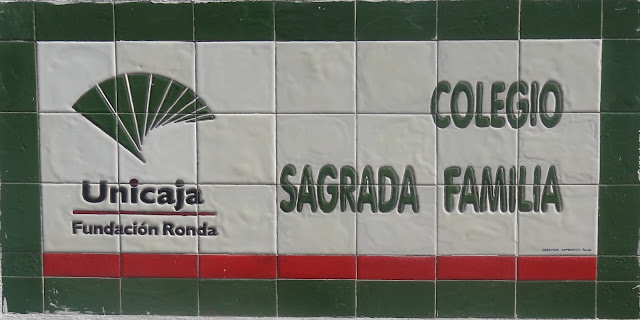 Unicaja
Fundación Ronda
COLEGIO
SAGRADA FAMILIA